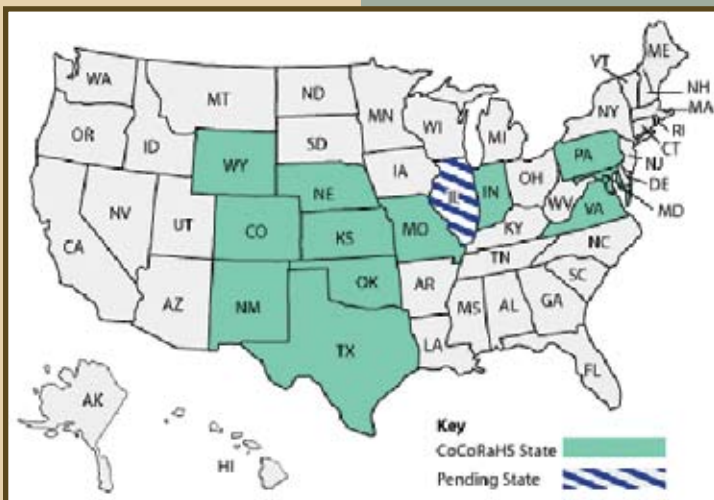 ME
VT
WA
NH
MT
ND
MA
MN
NY
OR
WI
RI
ID
SD
MI
CT
WY
PA
NJ
IA
NE
OH
DE
IL
IN
NV
WV
MD
UT
VA
CO
CA
KS
MO
KY
NC
TN
OK
AR
SC
AZ
NM
MS
AL
GA
TX
LA
FL
AK
HI
Key
CoCoRaHS State
Pending State